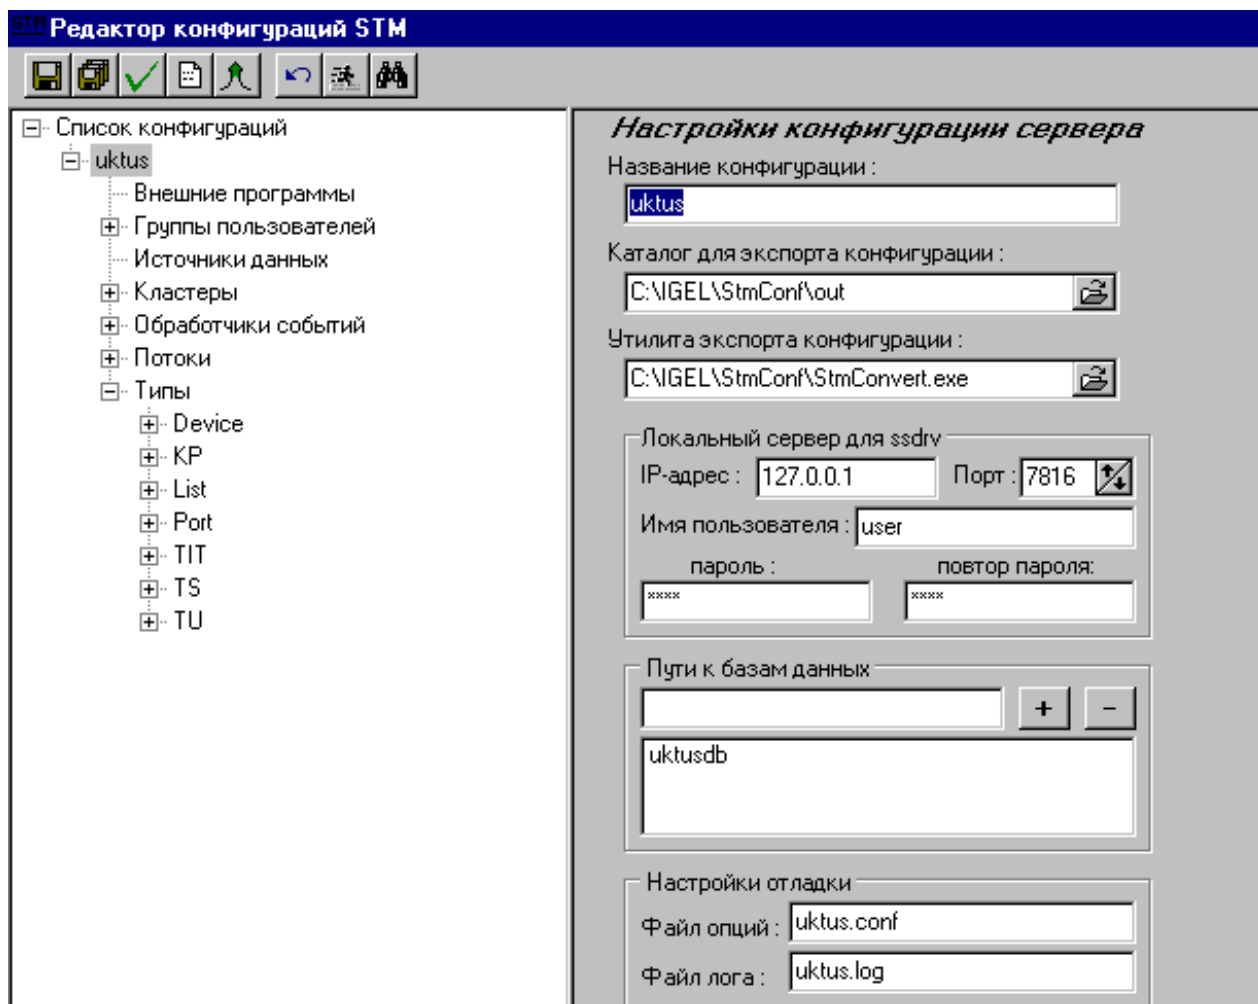 STM Редактор конфигураций STM
Список конфигураций
uktus
Внешние программы
Группы пользователей
Источники данных
Кластеры
Обработчики событий
Потоки
Типы
Device
KP
List
Port
TIT
TS
TU
Настройки конфигурации сервера
Название конфигурации :
uktus
Каталог для экспорта конфигурации :
C:\IGEL\StmConf\out
Утилита экспорта конфигурации :
C:\IGEL\StmConf\StmConvert.exe
Локальный сервер для ssdrv
IP-адрес : 127.0.0.1 Порт : 7816
Имя пользователя : user
пароль : повтор пароля:
**** ****
Пути к базам данных
+ -
uktusdb
Настройки отладки
Файл опций : uktus.conf
Файл лога : uktus.log